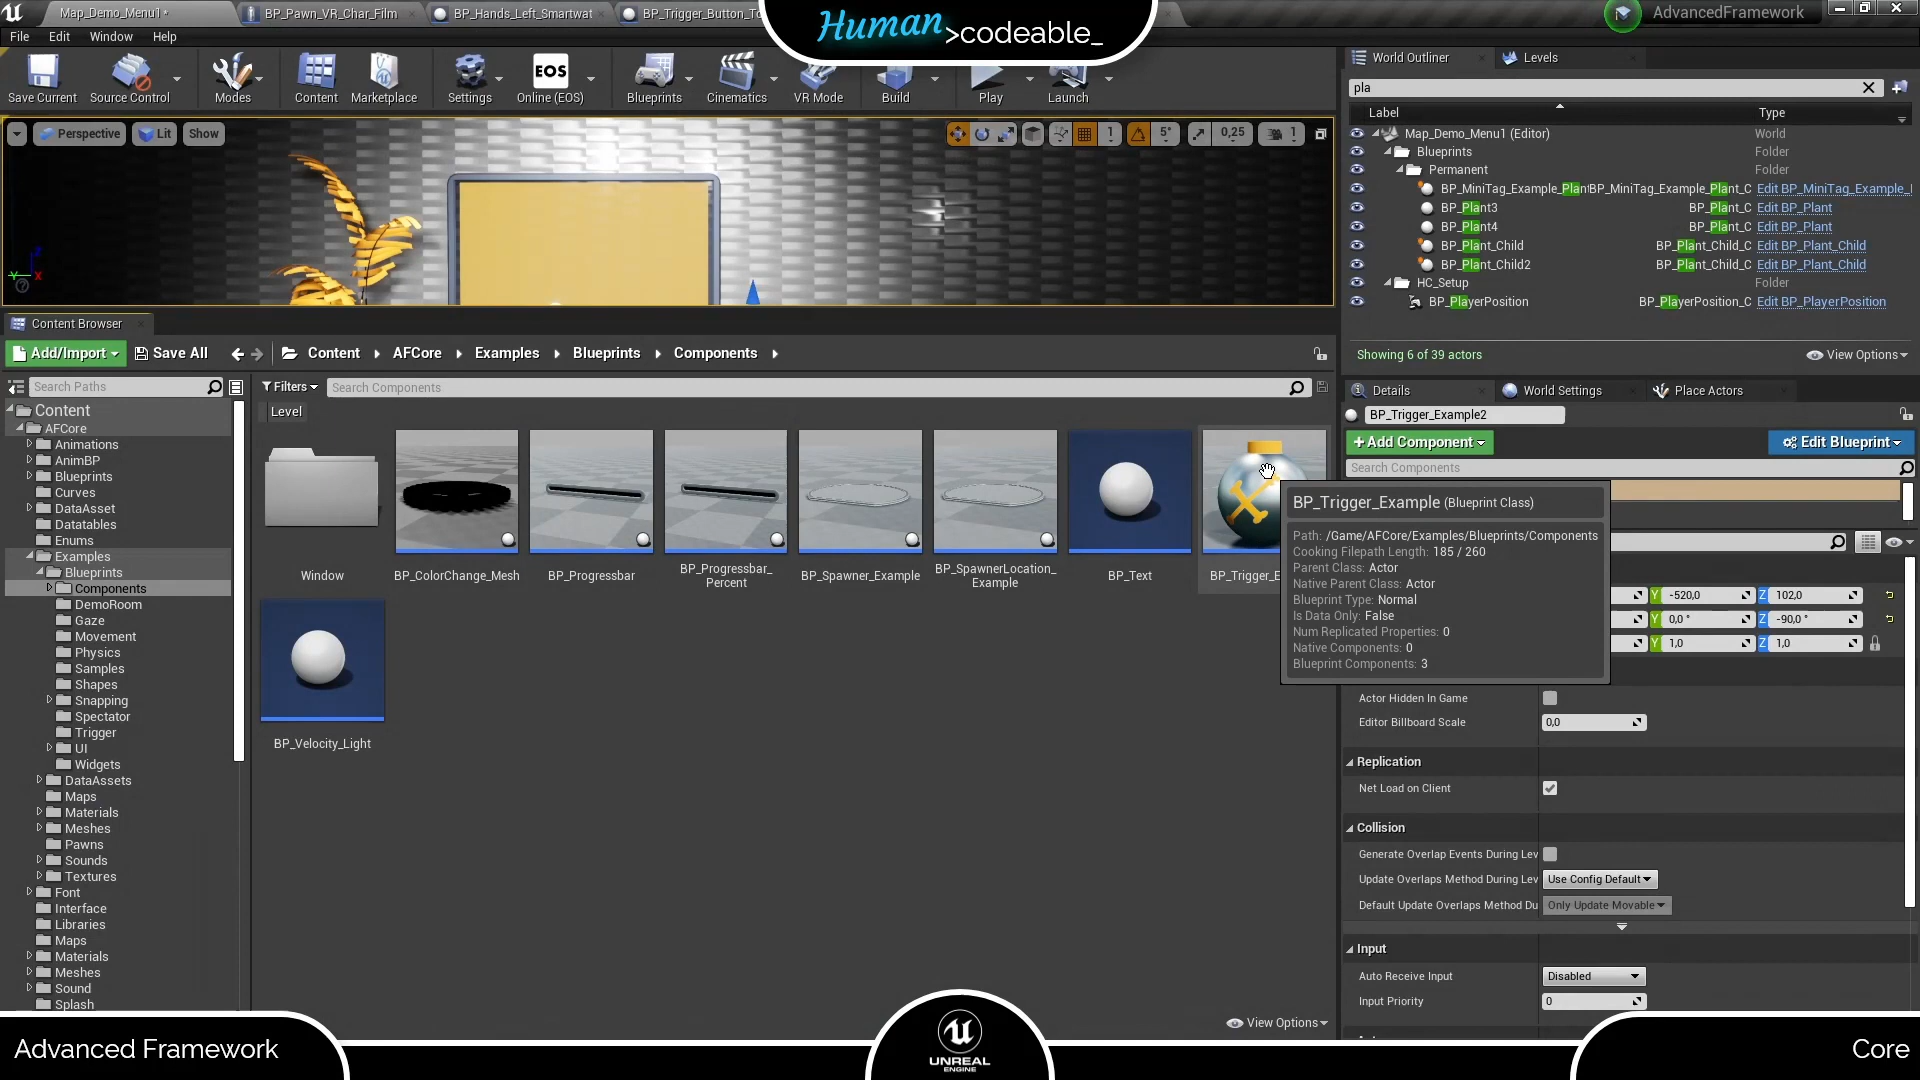 Map_Demo_Menu1*
BP_Pawn_VR_Char_Film
BP_Hands_Left_Smartwat
BP_Trigger_Button_To
Human >codeable_
AdvancedFramework
File Edit Window Help
Save Current
Source Control
Modes
Content
Marketplace
EOS
Settings
Online (EOS)
Blueprints
Cinematics
VR Mode
Build
Play
Launch
Perspective
Lit
Show
1
5°
0,25
1
World Outliner
Levels
pla
Label Type
Map_Demo_Menu1 (Editor) World
Blueprints Folder
Permanent Folder
BP_MiniTag_Example_Plant BP_MiniTag_Example_Plant_C Edit BP_MiniTag_Example_
BP_Plant3 BP_Plant_C Edit BP_Plant
BP_Plant4 BP_Plant_C Edit BP_Plant
BP_Plant_Child BP_Plant_Child_C Edit BP_Plant_Child
BP_Plant_Child2 BP_Plant_Child_C Edit BP_Plant_Child
HC_Setup Folder
BP_PlayerPosition BP_PlayerPosition_C Edit BP_PlayerPosition
Showing 6 of 39 actors
View Options
Content Browser
Add/Import
Save All
Content AFCore Examples Blueprints Components
Search Paths
Filters
Search Components
Level
Content
AFCore
Animations
AnimBP
Blueprints
Curves
DataAsset
Datatables
Enums
Examples
Blueprints
Components
DemoRoom
Gaze
Movement
Physics
Samples
Shapes
Snapping
Spectator
Trigger
UI
Widgets
DataAssets
Maps
Materials
Meshes
Pawns
Sounds
Textures
Font
Interface
Libraries
Maps
Materials
Meshes
Sound
Splash
Window
BP_ColorChange_Mesh
BP_Progressbar
BP_Progressbar_
Percent
BP_Spawner_Example
BP_SpawnerLocation_
Example
BP_Text
BP_Trigger_E
BP_Velocity_Light
View Options
BP_Trigger_Example (Blueprint Class)
Path: /Game/AFCore/Examples/Blueprints/Components
Cooking Filepath Length: 185 / 260
Parent Class: Actor
Native Parent Class: Actor
Blueprint Type: Normal
Is Data Only: False
Num Replicated Properties: 0
Native Components: 0
Blueprint Components: 3
Details
World Settings
Place Actors
BP_Trigger_Example2
+Add Component
Edit Blueprint
Search Components
Y -520,0 Z 102,0
Y 0,0 ° Z -90,0 °
Y 1,0 Z 1,0
Actor Hidden In Game
Editor Billboard Scale 0,0
Replication
Net Load on Client
Collision
Generate Overlap Events During Lev
Update Overlaps Method During Lev Use Config Default
Default Update Overlaps Method Du Only Update Movable
Input
Auto Receive Input Disabled
Input Priority 0
Advanced Framework
UNREAL
ENGINE
Core